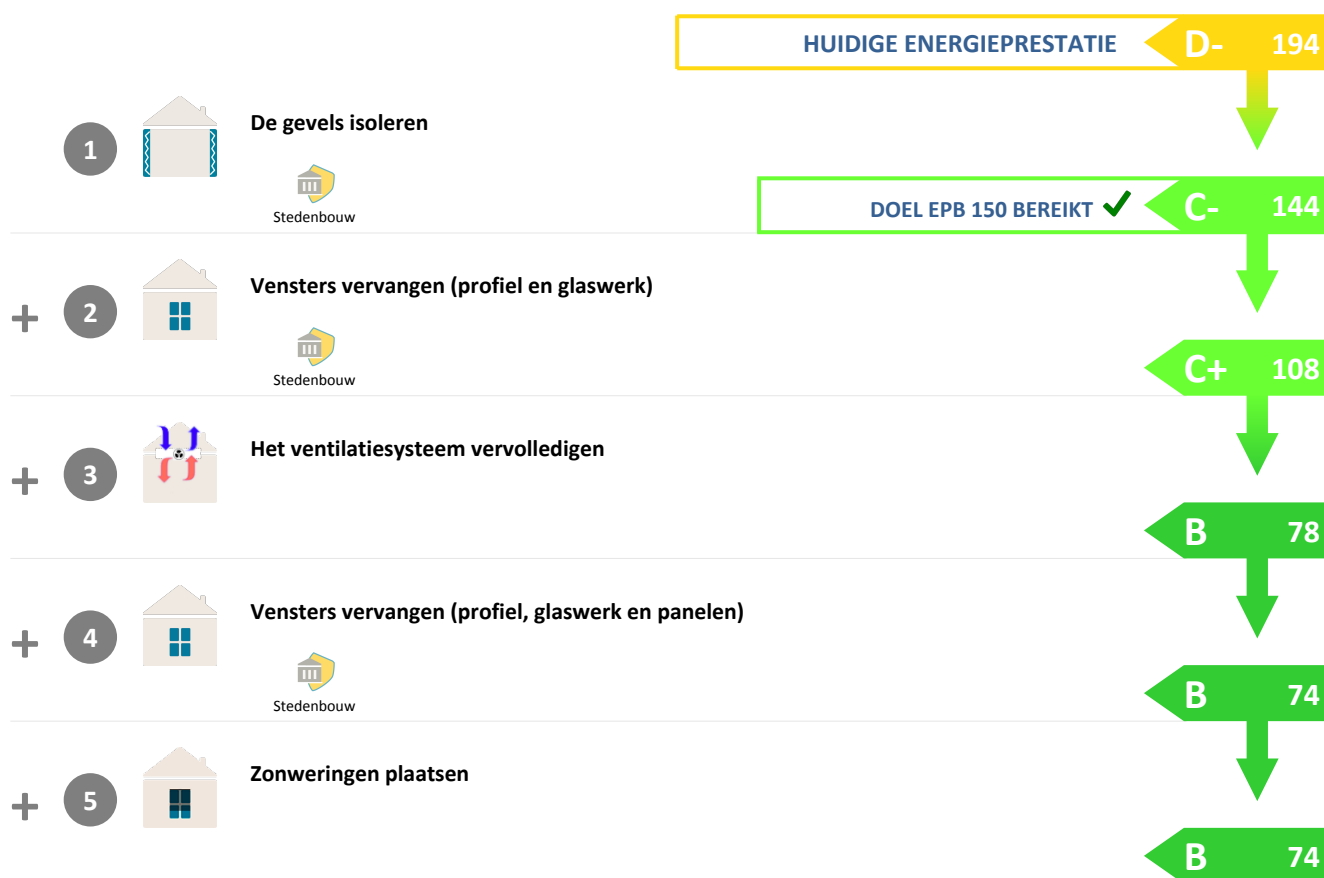 HUIDIGE ENERGIEPRESTATIE D- 194
1 De gevels isoleren
Stedenbouw
DOEL EPB 150 BEREIKT ✓ C- 144
+ 2 Vensters vervangen (profiel en glaswerk)
Stedenbouw
C+ 108
+ 3 Het ventilatiesysteem vervolledigen
B 78
+ 4 Vensters vervangen (profiel, glaswerk en panelen)
Stedenbouw
B 74
+ 5 Zonweringen plaatsen
B 74